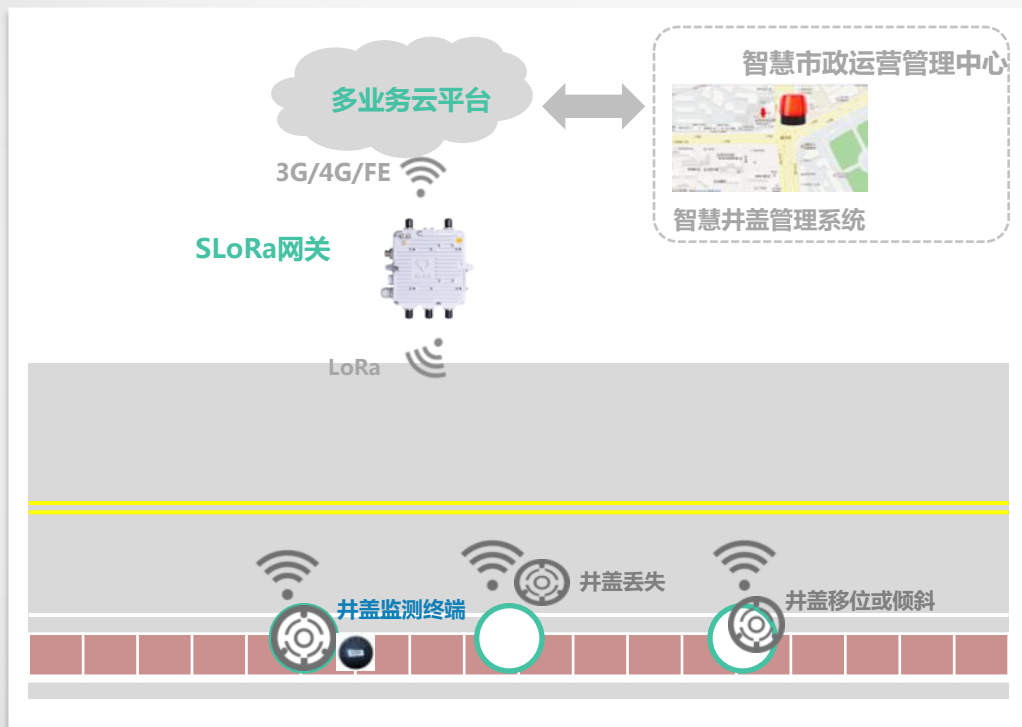 智慧市政运营管理中心
多业务云平台
3G/4G/FE
智慧井盖管理系统
SLoRa网关
LoRa
井盖丢失
井盖移位或倾斜
井盖监测终端